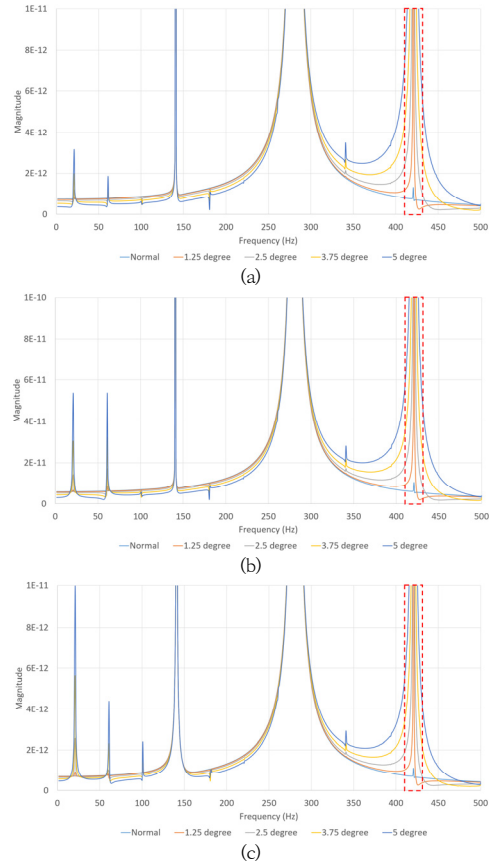 1E-11
8E-12
6E-12
4E-12
2E-12
0
Magnitude
0 50 100 150 200 250 300 350 400 450 500
Frequency (Hz)
Normal 1.25 degree 2.5 degree 3.75 degree 5 degree
(a)
1E-10
8E-11
6E-11
4E-11
2E-11
0
Magnitude
0 50 100 150 200 250 300 350 400 450 500
Frequency (Hz)
Normal 1.25 degree 2.5 degree 3.75 degree 5 degree
(b)
1E-11
8E-12
6E-12
4E-12
2E-12
0
Magnitude
0 50 100 150 200 250 300 350 400 450 500
Frequency (Hz)
Normal 1.25 degree 2.5 degree 3.75 degree 5 degree
(c)